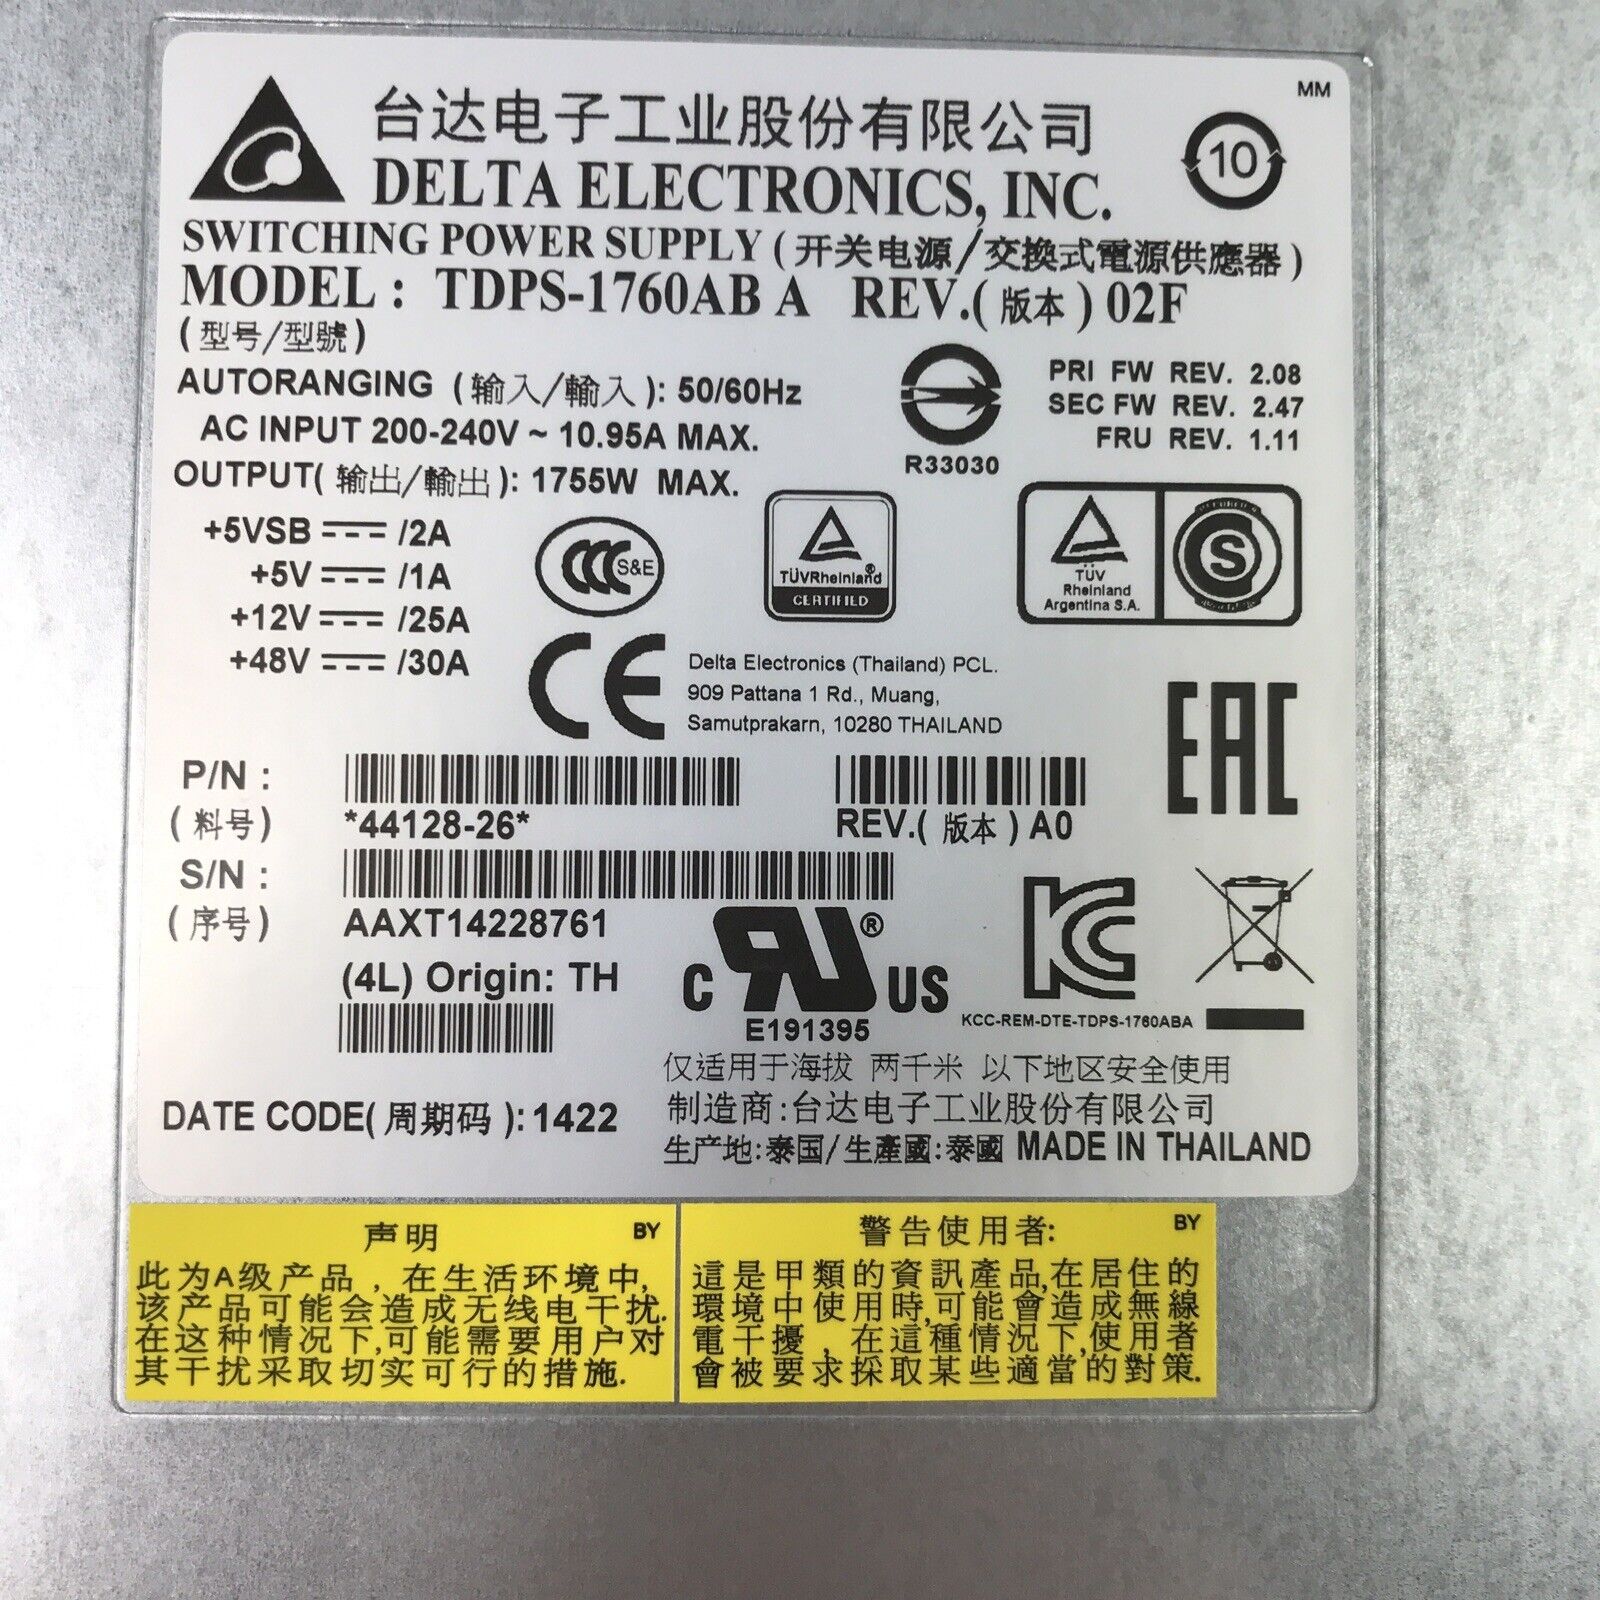 MM
台达电子工业股份有限公司
DELTA ELECTRONICS, INC.
10
SWITCHING POWER SUPPLY (开关电源/交換式電源供應器)
MODEL : TDPS-1760AB A REV.(版本) 02F
(型号/型號)
AUTORANGING (输入/輸入): 50/60Hz
AC INPUT 200-240V ~ 10.95A MAX.
OUTPUT(输出/輸出): 1755W MAX.
R33030
PRI FW REV. 2.08
SEC FW REV. 2.47
FRU REV. 1.11
+5VSB /2A
+5V /1A
+12V /25A
+48V /30A
CCC S&E
TÜVRheinland®
CERTIFIED
TÜV
Rheinland
Argentina S.A.
S
CE
Delta Electronics (Thailand) PCL.
909 Pattana 1 Rd., Muang,
Samutprakarn, 10280 THAILAND
EAC
P/N :
(料号)
*44128-26*
REV.(版本) A0
S/N :
(序号)
AAXT14228761
(4L) Origin: TH
C RU® US
E191395
KC
KCC-REM-DTE-TDPS-1760ABA
DATE CODE(周期码):1422
仅适用于海拔 两千米 以下地区安全使用
制造商:台达电子工业股份有限公司
生产地:泰国/生產國:泰國 MADE IN THAILAND
声明 BY
此为A级产品，在生活环境中,
该产品可能会造成无线电干扰.
在这种情况下,可能需要用户对
其干扰采取切实可行的措施.
警告使用者: BY
這是甲類的資訊產品,在居住的
環境中使用時,可能會造成無線
電干擾，在這種情況下,使用者
會被要求採取某些適當的對策.